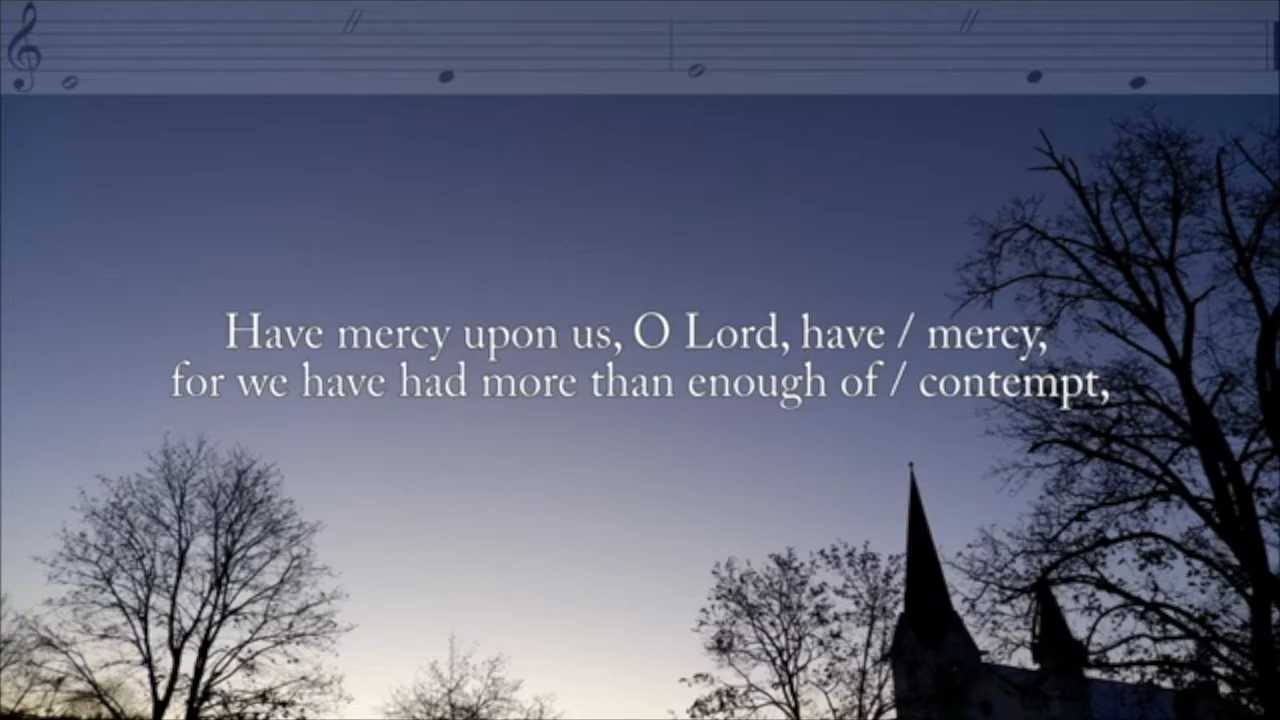 Have mercy upon us, O Lord, have / mercy,
for we have had more than enough of / contempt,